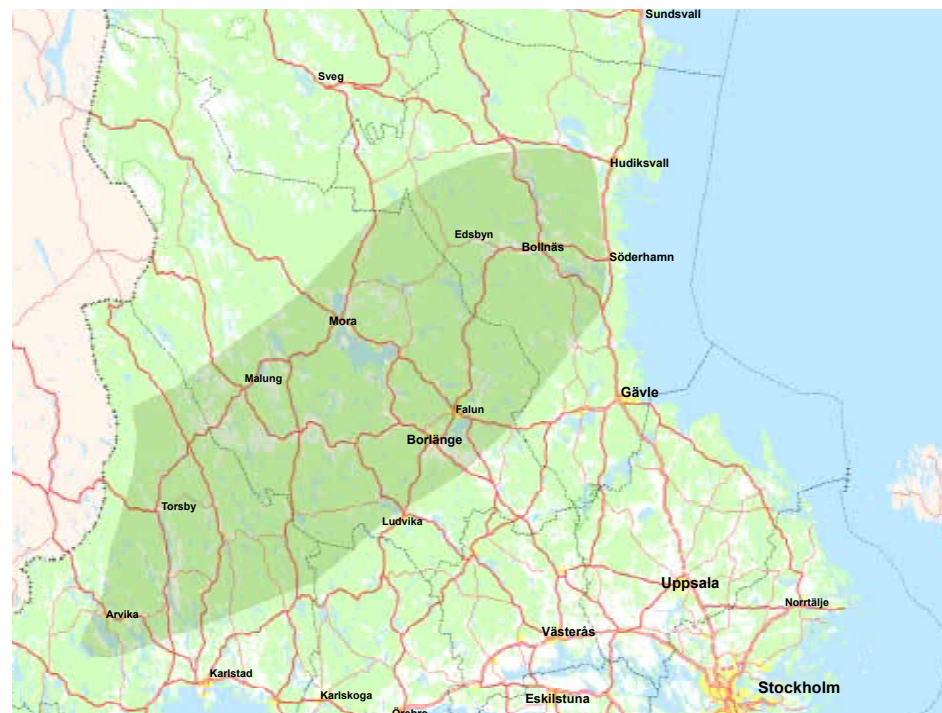 Sundsvall
Sveg
Hudiksvall
Edsbyn
Bollnäs
Söderhamn
Mora
Malung
Gävle
Falun
Borlänge
Torsby
Ludvika
Uppsala
Norrtälje
Arvika
Västerås
Karlstad
Stockholm
Karlskoga
Eskilstuna
Örebro